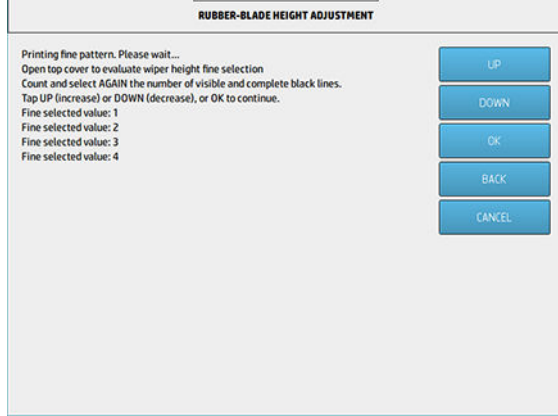 RUBBER-BLADE HEIGHT ADJUSTMENT
Printing fine pattern. Please wait...
Open top cover to evaluate wiper height fine selection
Count and select AGAIN the number of visible and complete black lines.
Tap UP (increase) or DOWN (decrease), or OK to continue.
Fine selected value: 1
Fine selected value: 2
Fine selected value: 3
Fine selected value: 4
UP
DOWN
OK
BACK
CANCEL